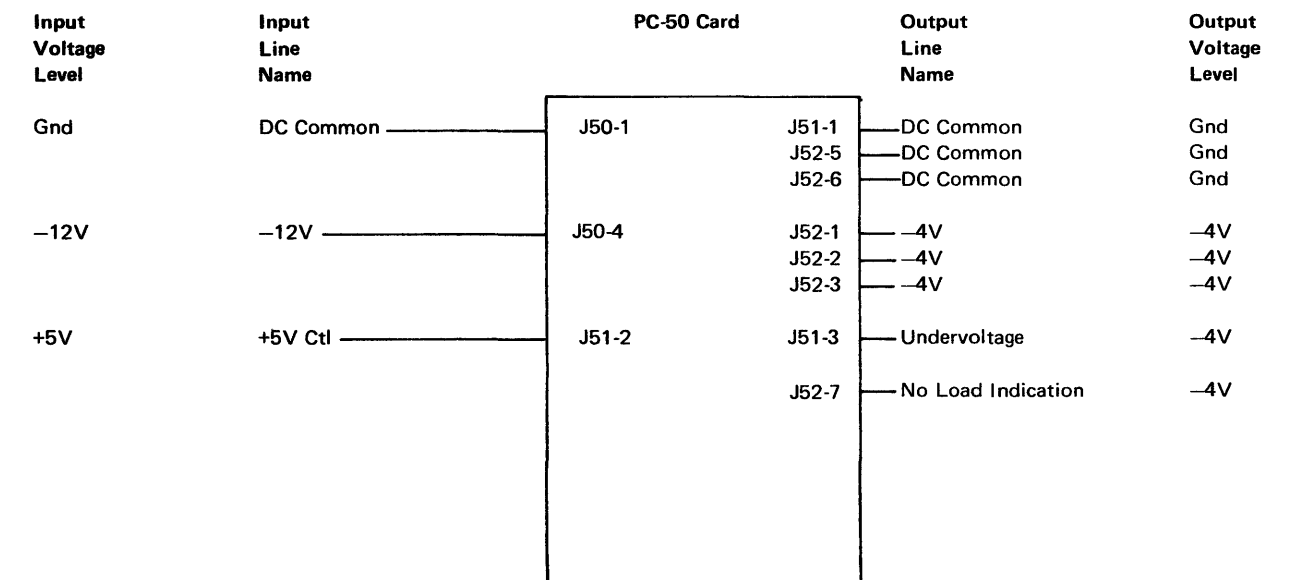 Input Input PC-50 Card Output Output
Voltage Line Line Voltage
Level Name Name Level
Gnd DC Common J50-1 J51-1 DC Common Gnd
J52-5 DC Common Gnd
J52-6 DC Common Gnd
—12V —12V J50-4 J52-1 —4V —4V
J52-2 —4V —4V
J52-3 —4V —4V
+5V +5V Ctl J51-2 J51-3 Undervoltage —4V
J52-7 No Load Indication —4V